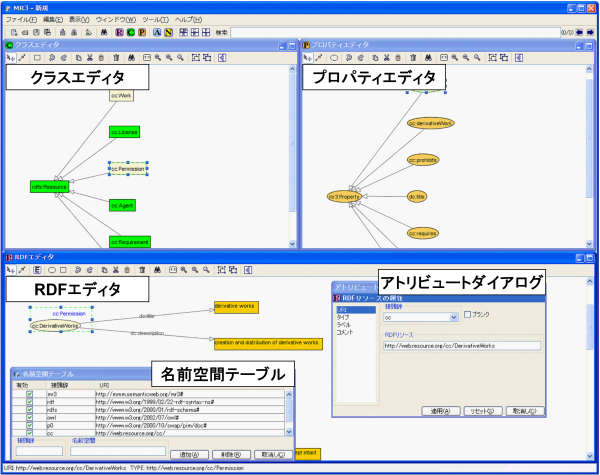 MR3 - 新規
ファイル(F) 編集(E) 表示(V) ウィンドウ(W) ツール(T) ヘルプ(H)
検索
(0/0)
クラスエディタ
プロパティエディタ
クラスエディタ
プロパティエディタ
cc:Work
cc:License
cc:Permission
rdfs:Resource
cc:Agent
cc:Requirement
cc:derivativeWork
cc:prohibits
mr3:Property
dc:title
cc:requires
RDFエディタ
RDFエディタ
cc:Permission
cc:DerivativeWorks
dc:title
derivative works
dc:description
creation and distribution of derivative works
アトリビュート
アトリビュートダイアログ
RDFリソースの属性
URI
タイプ
ラベル
コメント
接頭辞
cc
ブランク
RDFリソース
http://web.resource.org/cc/DerivativeWorks
適用(A) リセット(S) 取消し(C)
名前空間テーブル
名前空間テーブル
有効 接頭辞 URI
mr3 http://mmm.semanticweb.org/mr3#
rdf http://www.w3.org/1999/02/22-rdf-syntax-ns#
rdfs http://www.w3.org/2000/01/rdf-schema#
owl http://www.w3.org/2002/07/owl#
p0 http://www.w3.org/2000/10/swap/pim/doc#
cc http://web.resource.org/cc/
接頭辞 名前空間
追加(A) 削除(R) 取消し(C)
ept intact
URI: http://web.resource.org/cc/DerivativeWorks TYPE: http://web.resource.org/cc/Permission